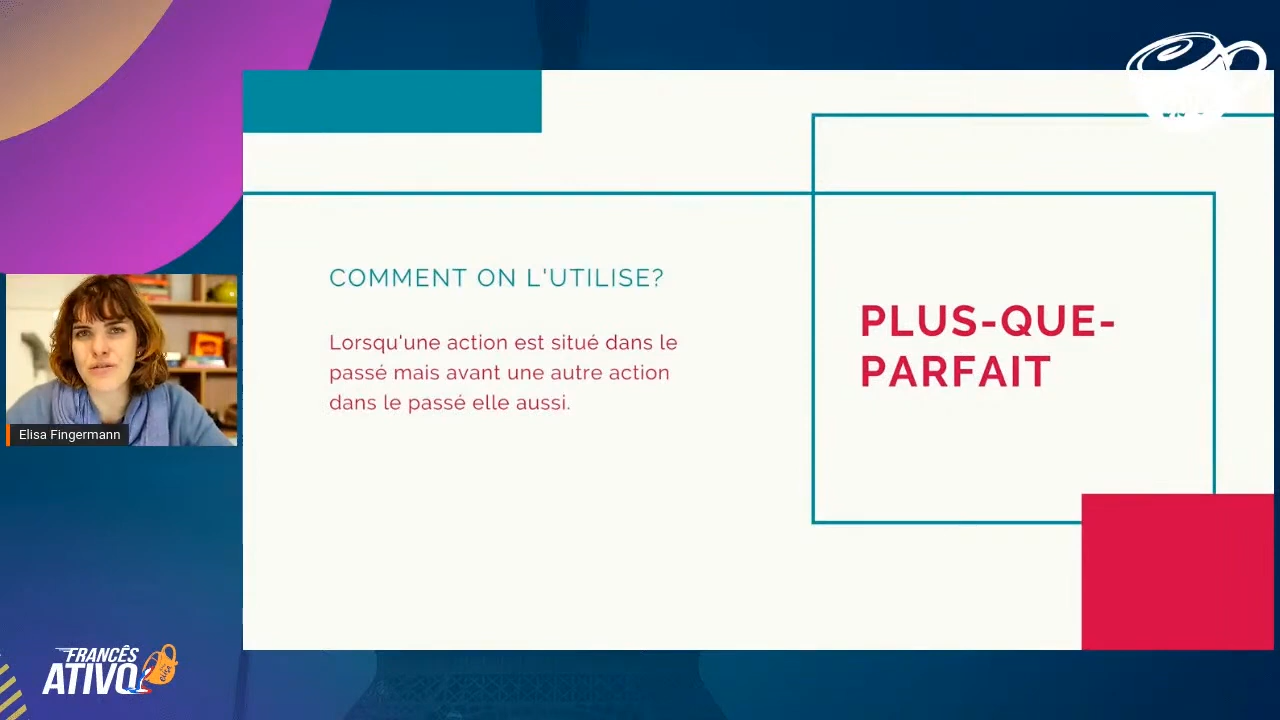 COMMENT ON L'UTILISE?
Lorsqu'une action est situé dans le
passé mais avant une autre action
dans le passé elle aussi.
PLUS-QUE-
PARFAIT
Elisa Fingermann
FRANCÊS
ATIVO